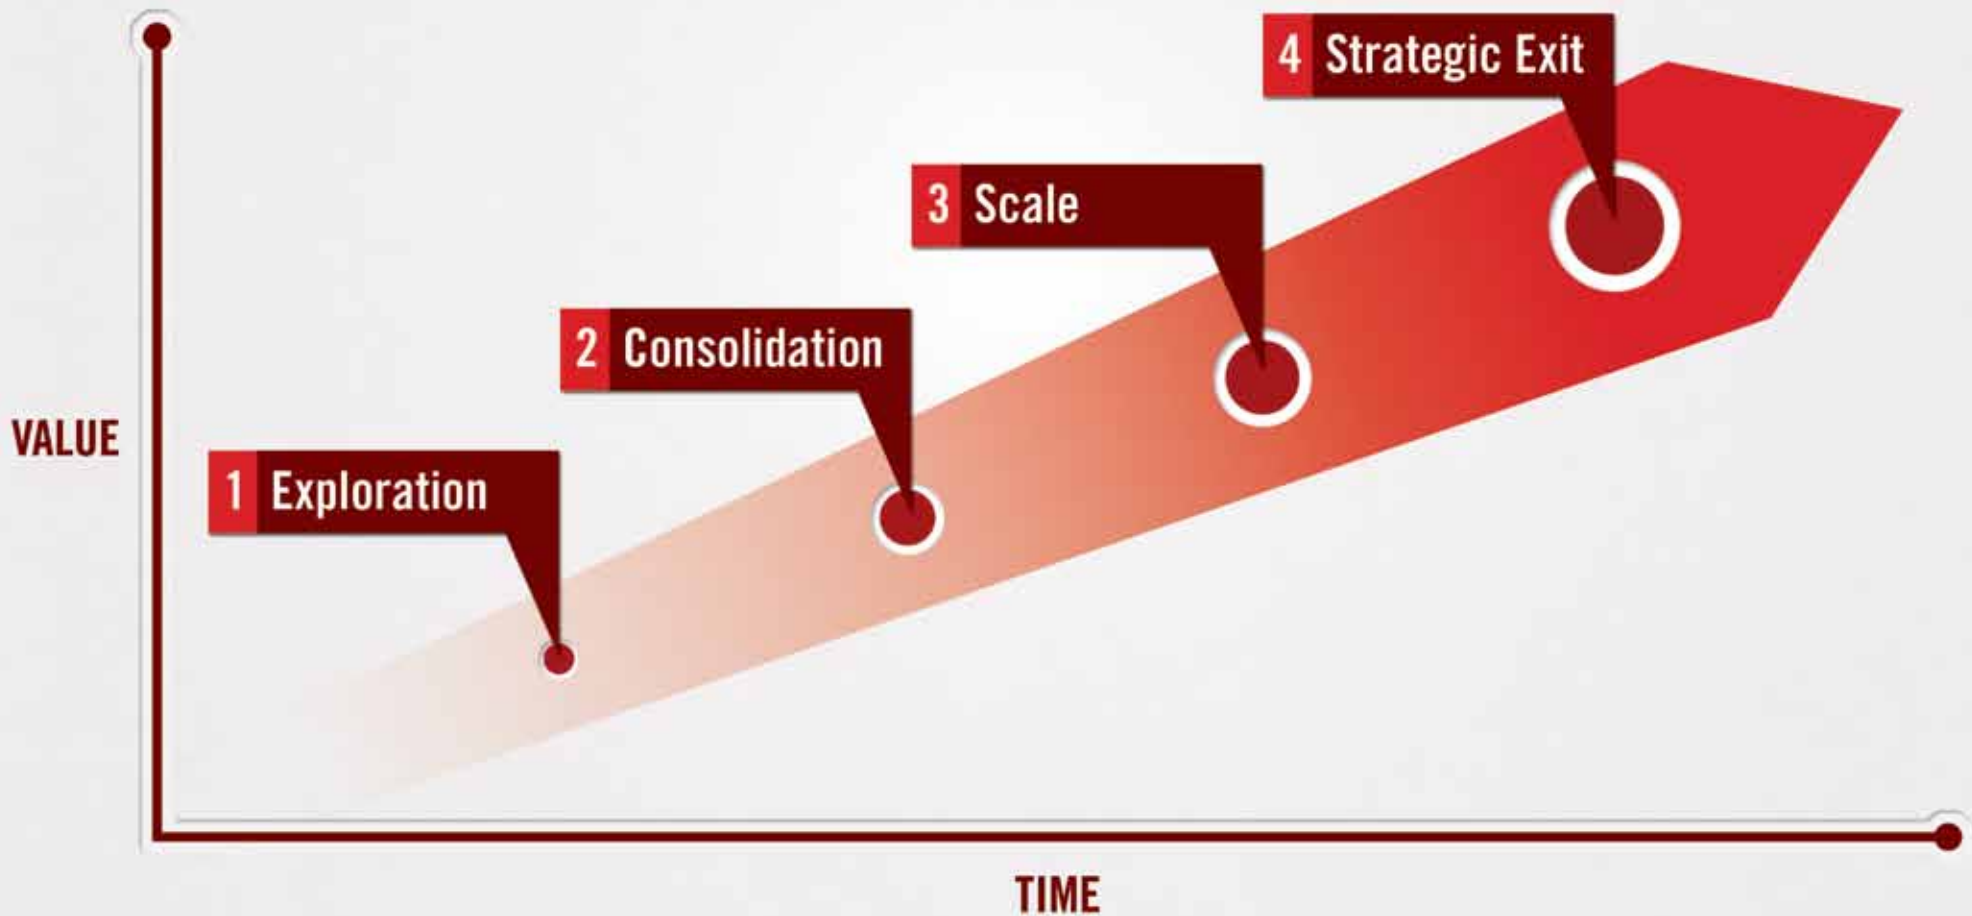 4 Strategic Exit
3 Scale
2 Consolidation
VALUE
1 Exploration
TIME